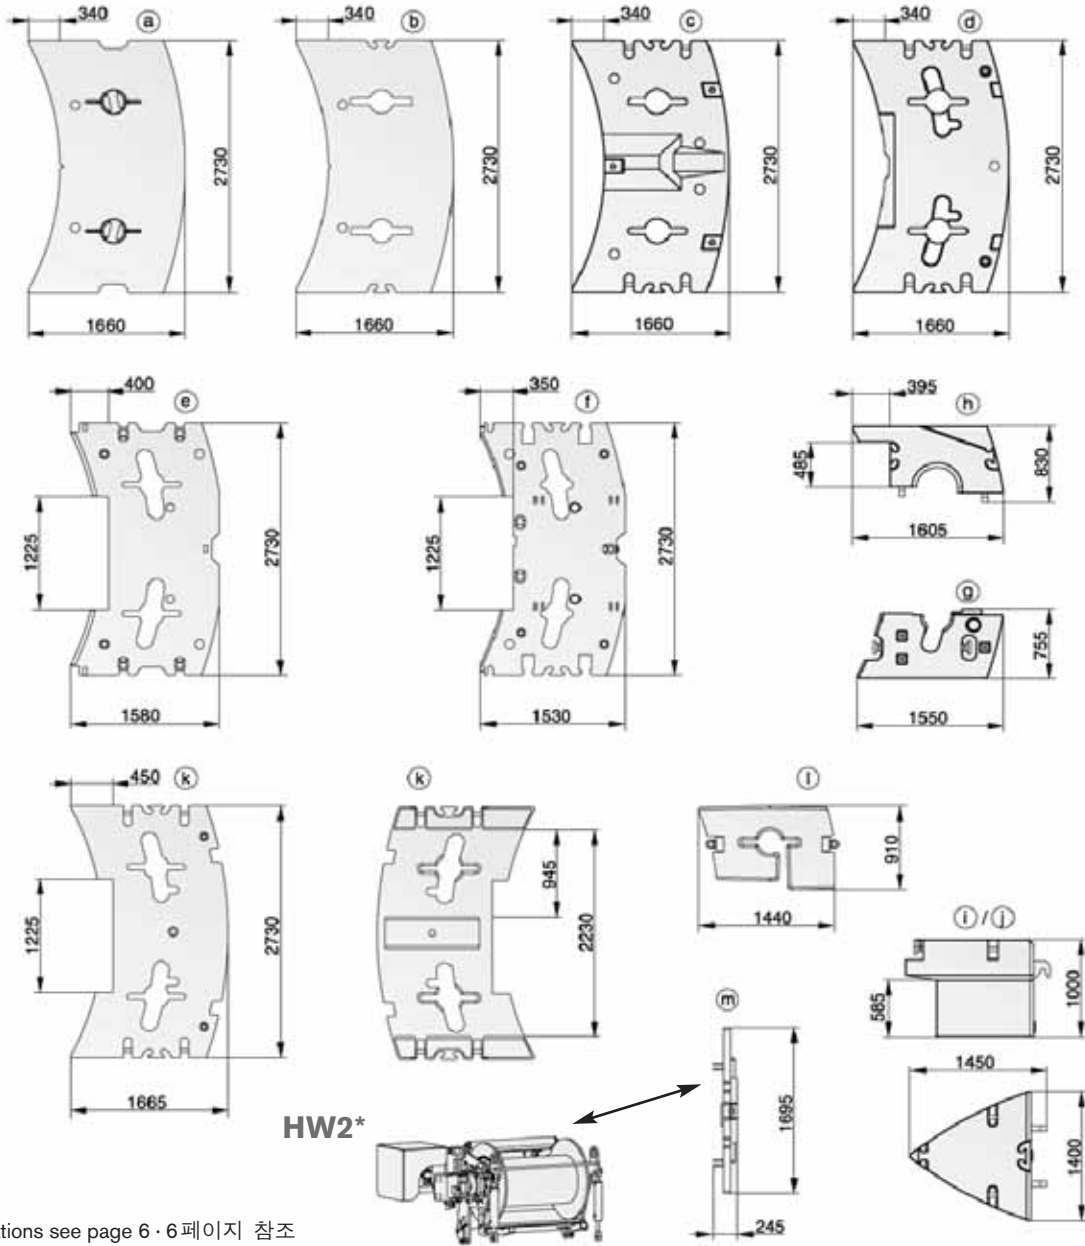 340 a
2730
1660
340 b
2730
1660
340 c
2730
1660
340 d
2730
1660
400 e
1225
2730
1580
350 f
1225
2730
1530
395 h
485
830
1605
g
755
1550
450 k
1225
2730
1665
k
945
2230
l
910
1440
i / j
585
1000
1450
1400
m
1695
245
HW2*
tions see page 6 · 6페이지 참조